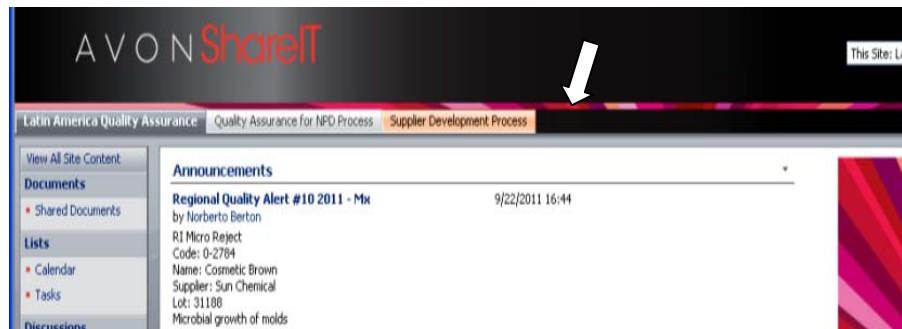 AVON ShareIT
This Site: L
Latin America Quality Assurance Quality Assurance for NPD Process Supplier Development Process
View All Site Content
Documents
Shared Documents
Lists
Calendar
Tasks
Discussions
Announcements
Regional Quality Alert #10 2011 - Mx 9/22/2011 16:44
by Norberto Berton
RI Micro Reject
Code: 0-2784
Name: Cosmetic Brown
Supplier: Sun Chemical
Lot: 31188
Microbial growth of molds